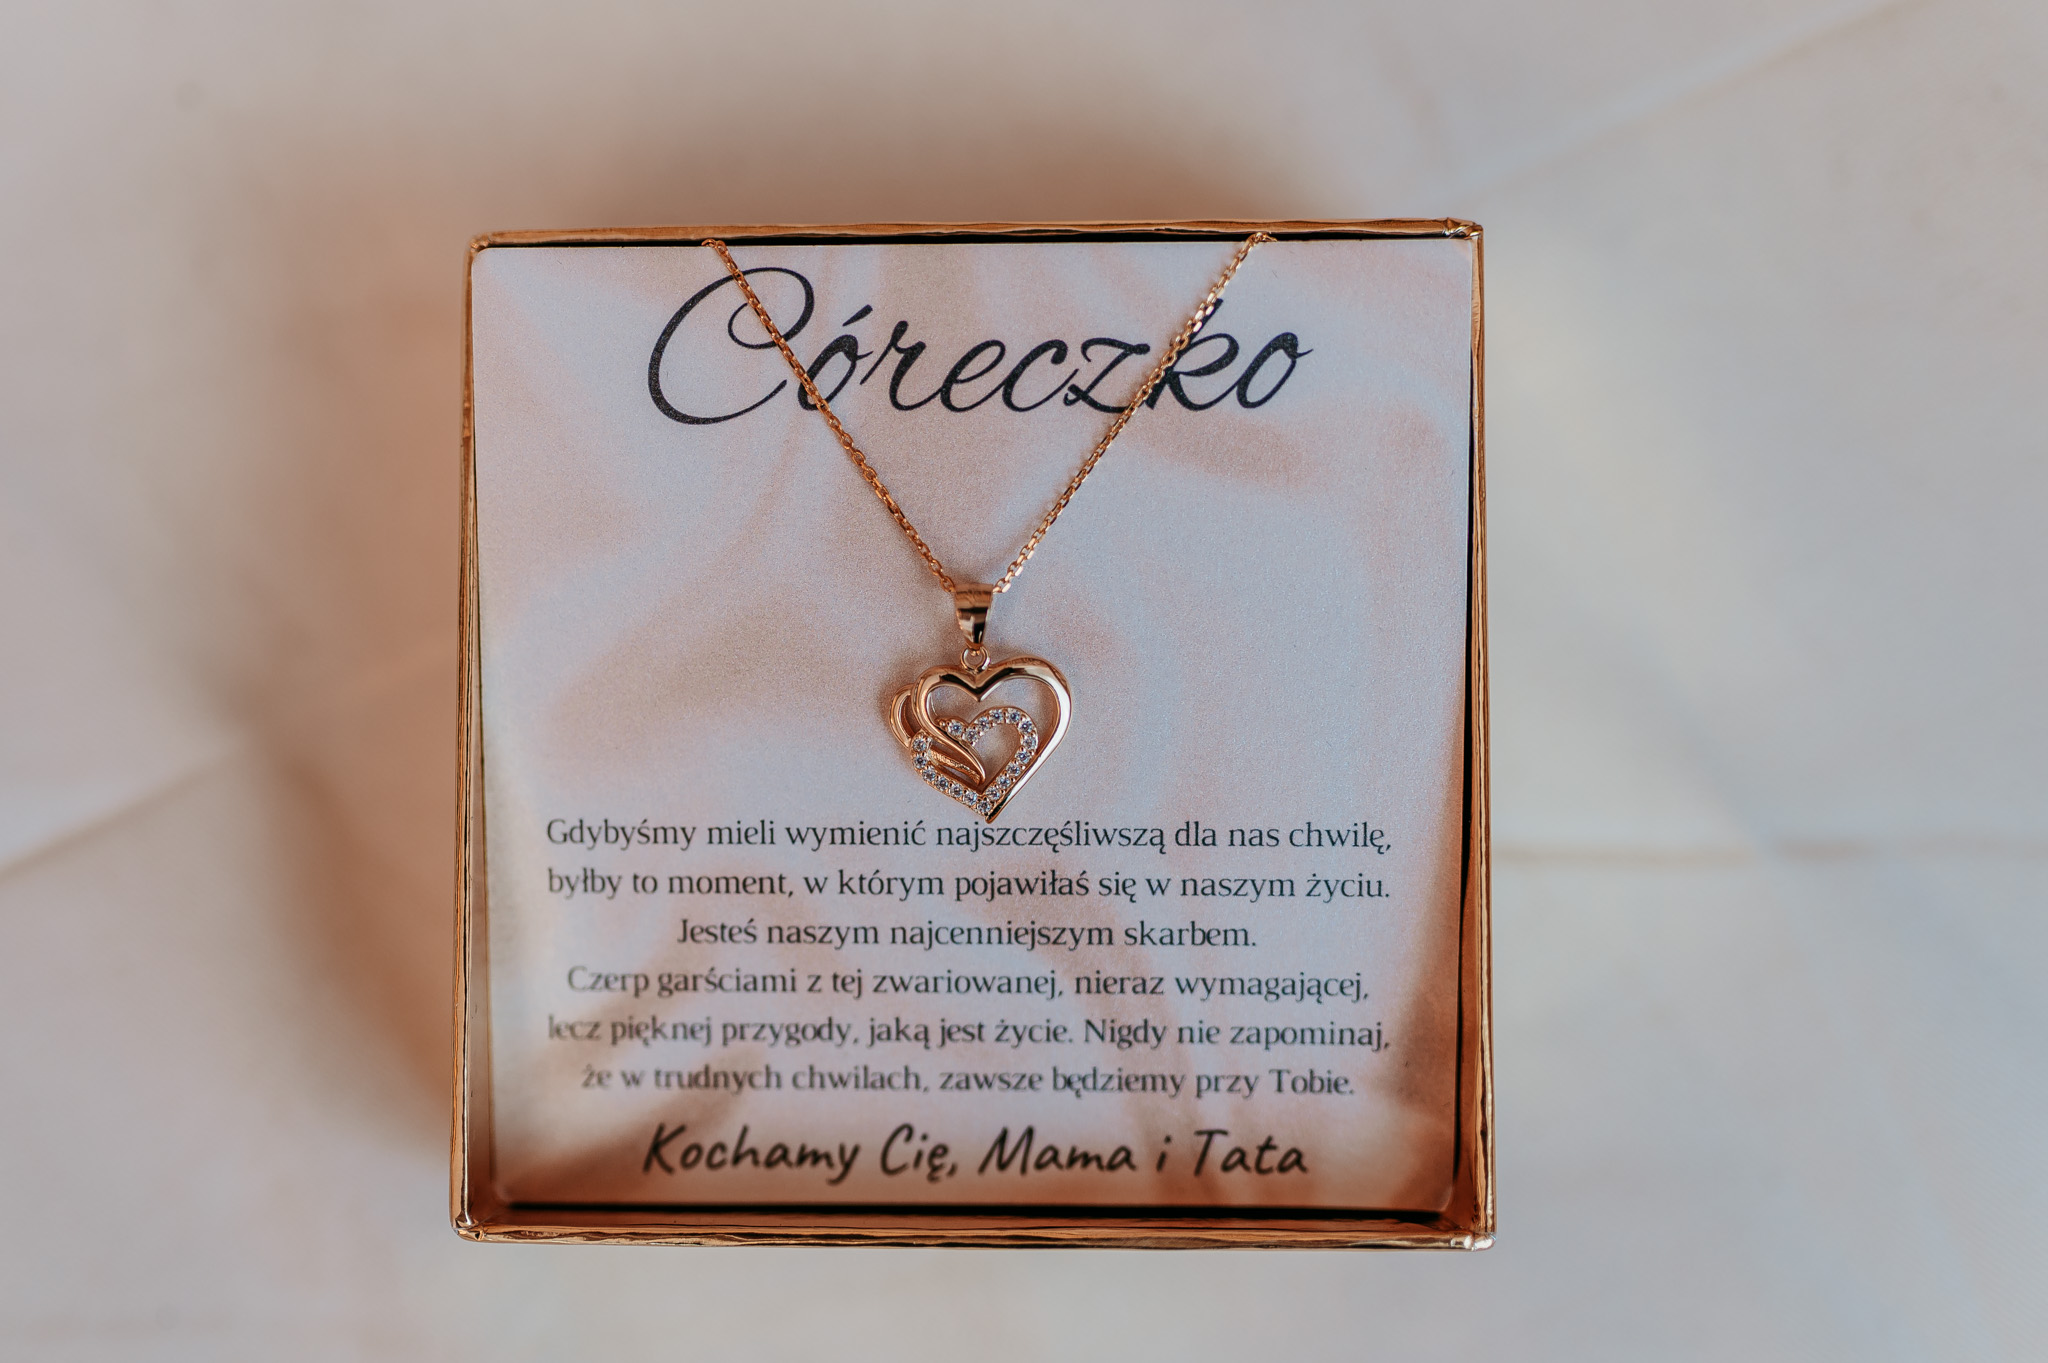 Córeczko
Gdybyśmy mieli wymienić najszczęśliwszą dla nas chwilę,
byłby to moment, w którym pojawiłaś się w naszym życiu.
Jesteś naszym najcenniejszym skarbem.
Czerp garściami z tej zwariowanej, nieraz wymagającej,
lecz pięknej przygody, jaką jest życie. Nigdy nie zapominaj,
że w trudnych chwilach, zawsze będziemy przy Tobie.
Kochamy Cię, Mama i Tata